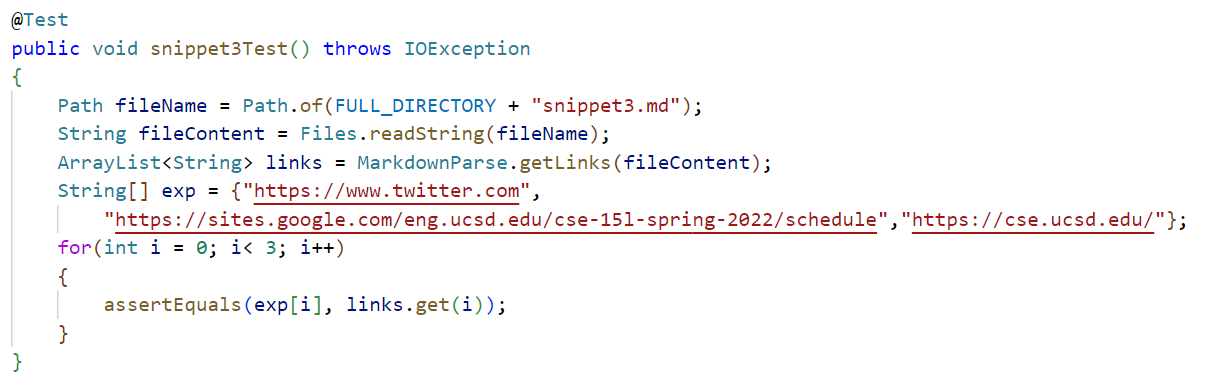 @Test
public void snippet3Test() throws IOException
{
    Path fileName = Path.of(FULL_DIRECTORY + "snippet3.md");
    String fileContent = Files.readString(fileName);
    ArrayList<String> links = MarkdownParse.getLinks(fileContent);
    String[] exp = {"https://www.twitter.com",
        "https://sites.google.com/eng.ucsd.edu/cse-15l-spring-2022/schedule","https://cse.ucsd.edu/"};
    for(int i = 0; i< 3; i++)
    {
        assertEquals(exp[i], links.get(i));
    }
}